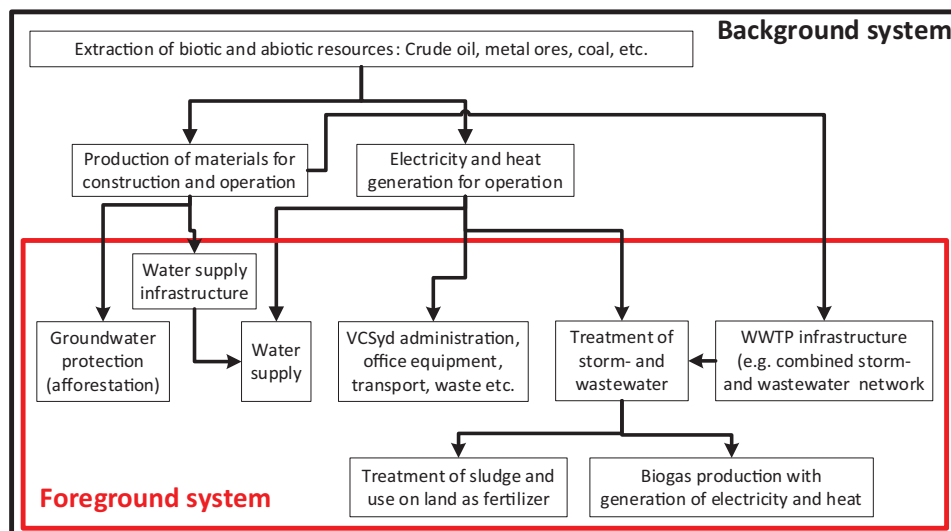 Background system
Extraction of biotic and abiotic resources: Crude oil, metal ores, coal, etc.
Production of materials for
construction and operation
Electricity and heat
generation for operation
Water supply
infrastructure
Groundwater
protection
(afforestation)
Water
supply
VCSyd administration,
office equipment,
transport, waste etc.
Treatment of
storm- and
wastewater
WWTP infrastructure
(e.g. combined storm-
and wastewater network
Treatment of sludge and
use on land as fertilizer
Biogas production with
generation of electricity and heat
Foreground system